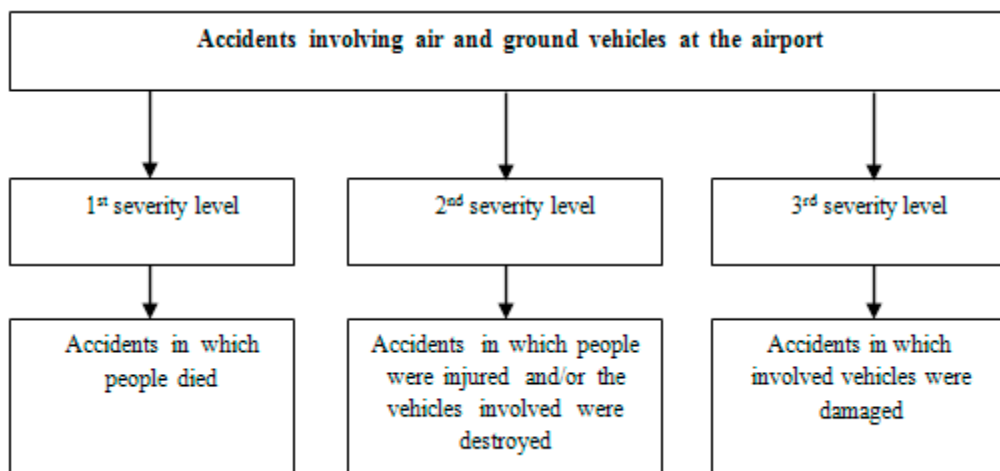 Accidents involving air and ground vehicles at the airport
1st severity level
2nd severity level
3rd severity level
Accidents in which
people died
Accidents in which people
were injured and/or the
vehicles involved were
destroyed
Accidents in which
involved vehicles were
damaged